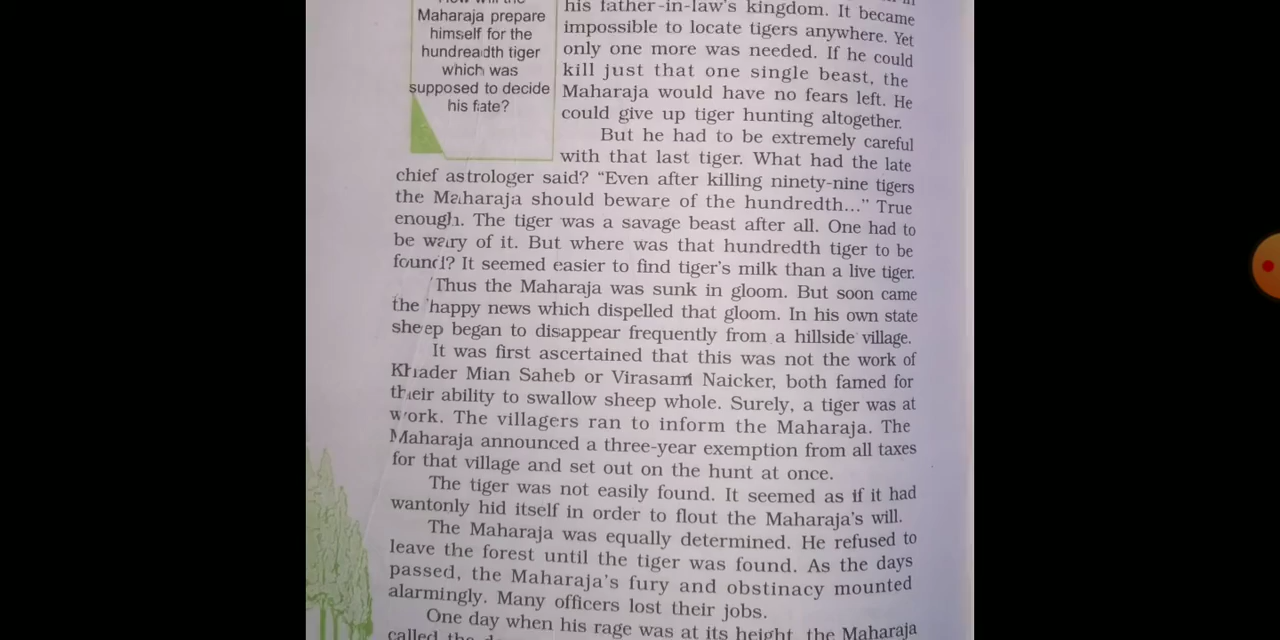 Maharaja prepare
himself for the
hundreadth tiger
which was
supposed to decide
his fate?
his father-in-law's kingdom. It became
impossible to locate tigers anywhere. Yet
only one more was needed. If he could
kill just that one single beast, the
Maharaja would have no fears left. He
could give up tiger hunting altogether.
But he had to be extremely careful
with that last tiger. What had the late
chief astrologer said? “Even after killing ninety-nine tigers
the Maharaja should beware of the hundredth...” True
enough. The tiger was a savage beast after all. One had to
be wary of it. But where was that hundredth tiger to be
found? It seemed easier to find tiger's milk than a live tiger.
Thus the Maharaja was sunk in gloom. But soon came
the happy news which dispelled that gloom. In his own state
sheep began to disappear frequently from a hillside village.
It was first ascertained that this was not the work of
Khader Mian Saheb or Virasami Naicker, both famed for
their ability to swallow sheep whole. Surely, a tiger was at
work. The villagers ran to inform the Maharaja. The
Maharaja announced a three-year exemption from all taxes
for that village and set out on the hunt at once.
The tiger was not easily found. It seemed as if it had
wantonly hid itself in order to flout the Maharaja's will.
The Maharaja was equally determined. He refused to
leave the forest until the tiger was found. As the days
passed, the Maharaja's fury and obstinacy mounted
alarmingly. Many officers lost their jobs.
One day when his rage was at its height, the Maharaja
called the